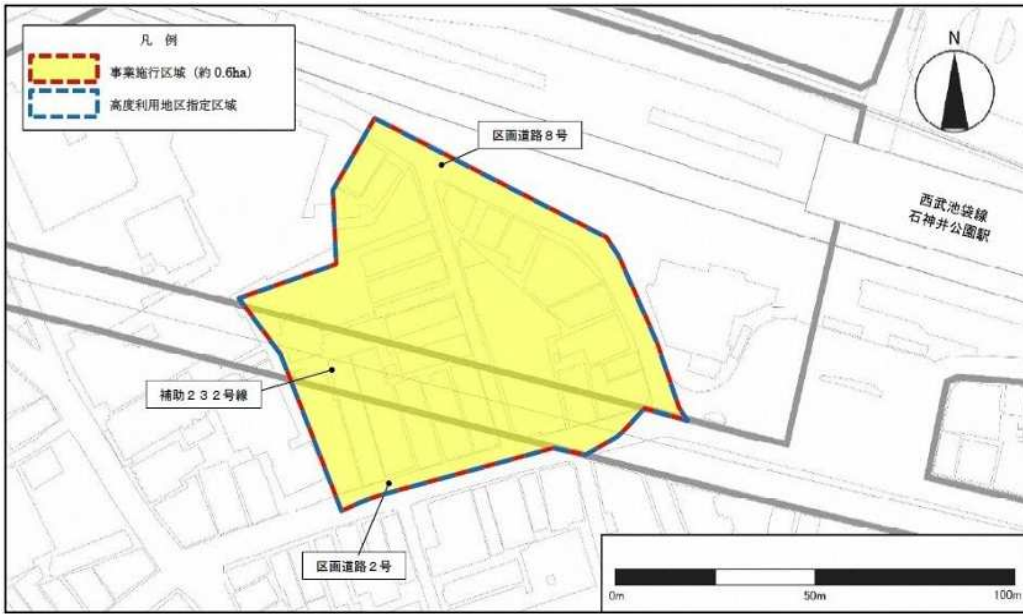 凡 例
事業施行区域 (約 0.6ha)
高度利用地区指定区域
N
区画道路8号
西武池袋線
石神井公園駅
補助232号線
区画道路2号
0m 50m 100m